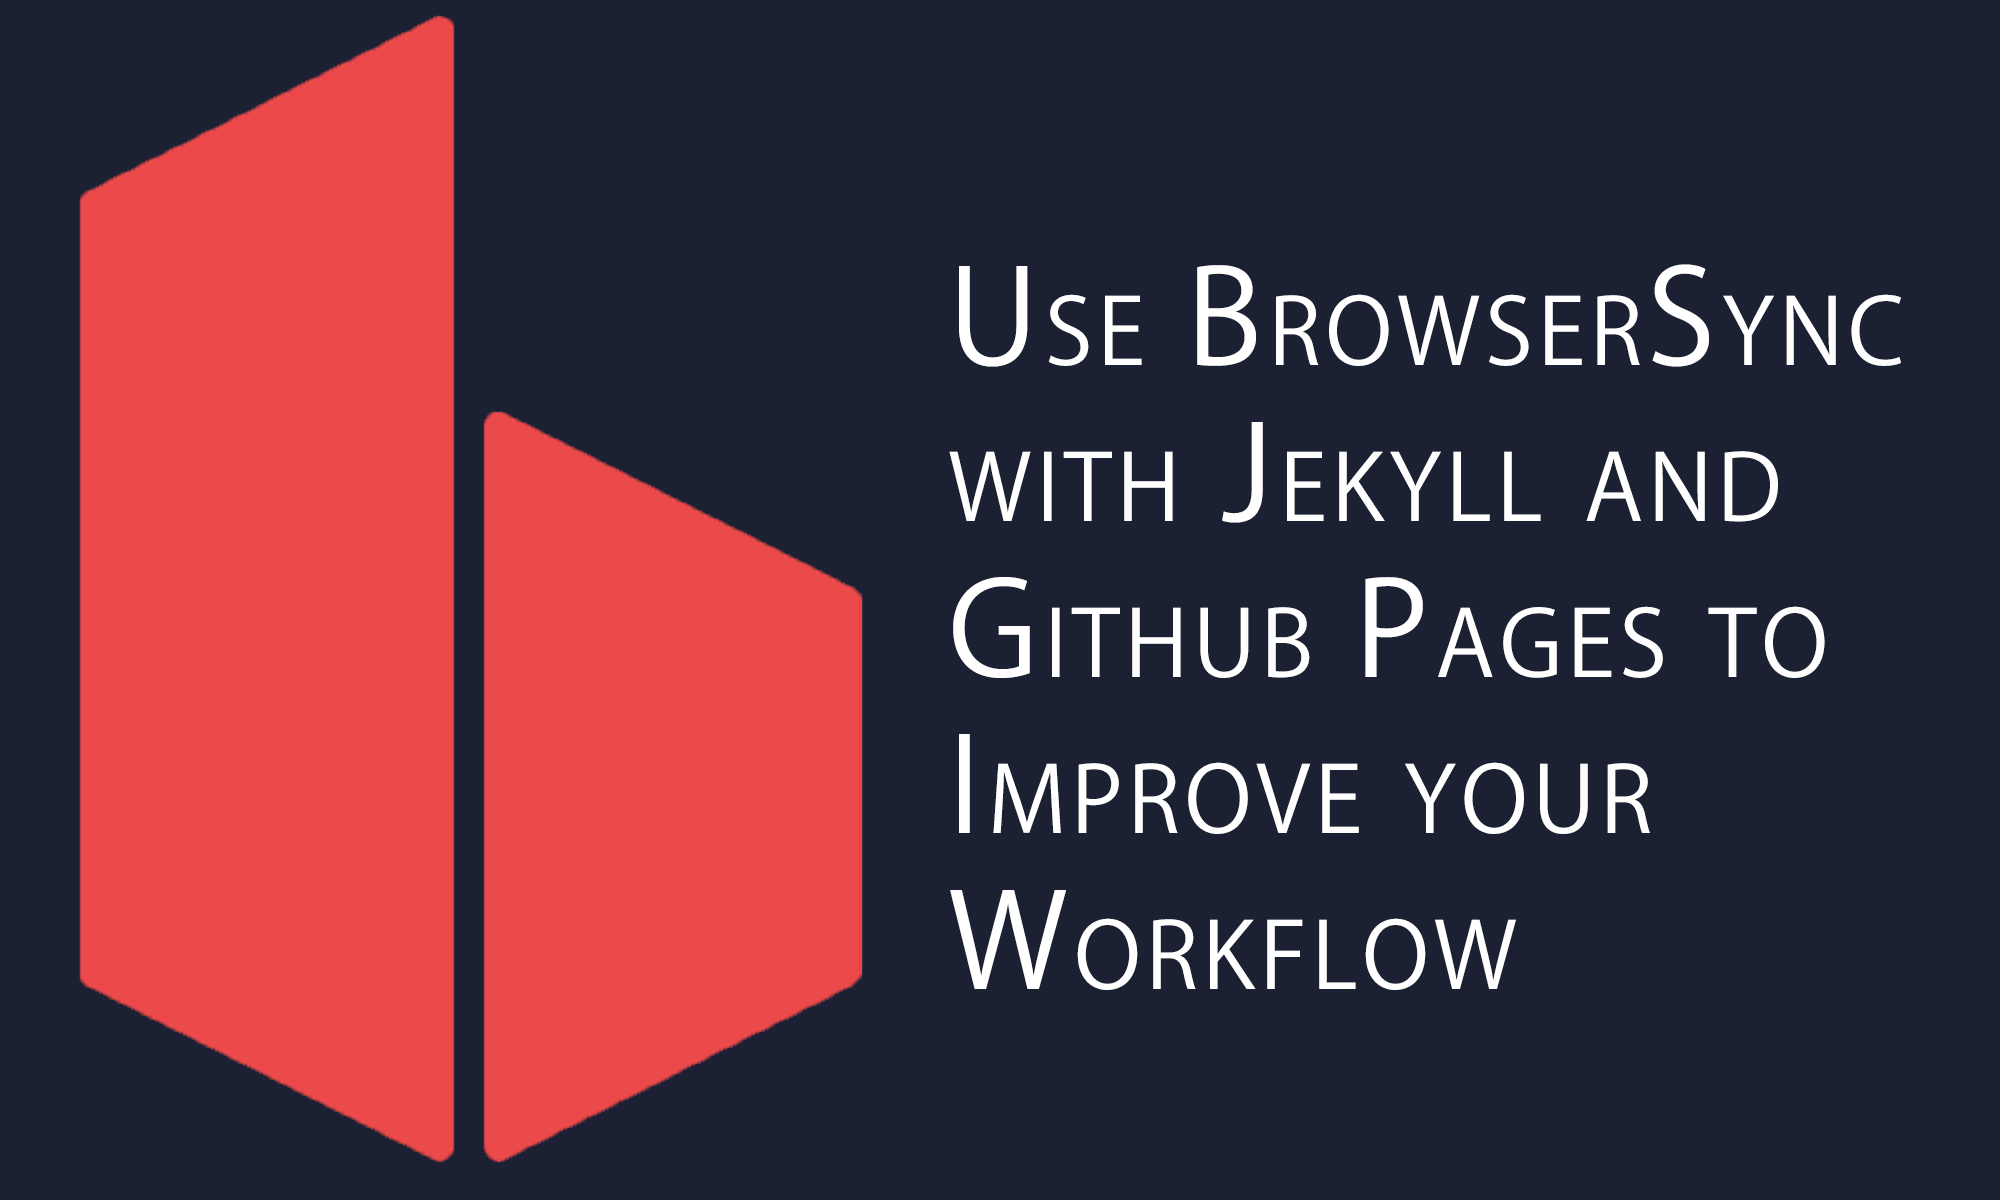 Use BrowserSync
with Jekyll and
Github Pages to
Improve your
Workflow